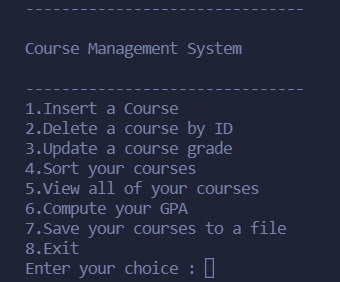 -------------------------------
Course Management System
-------------------------------
1.Insert a Course
2.Delete a course by ID
3.Update a course grade
4.Sort your courses
5.View all of your courses
6.Compute your GPA
7.Save your courses to a file
8.Exit
Enter your choice :